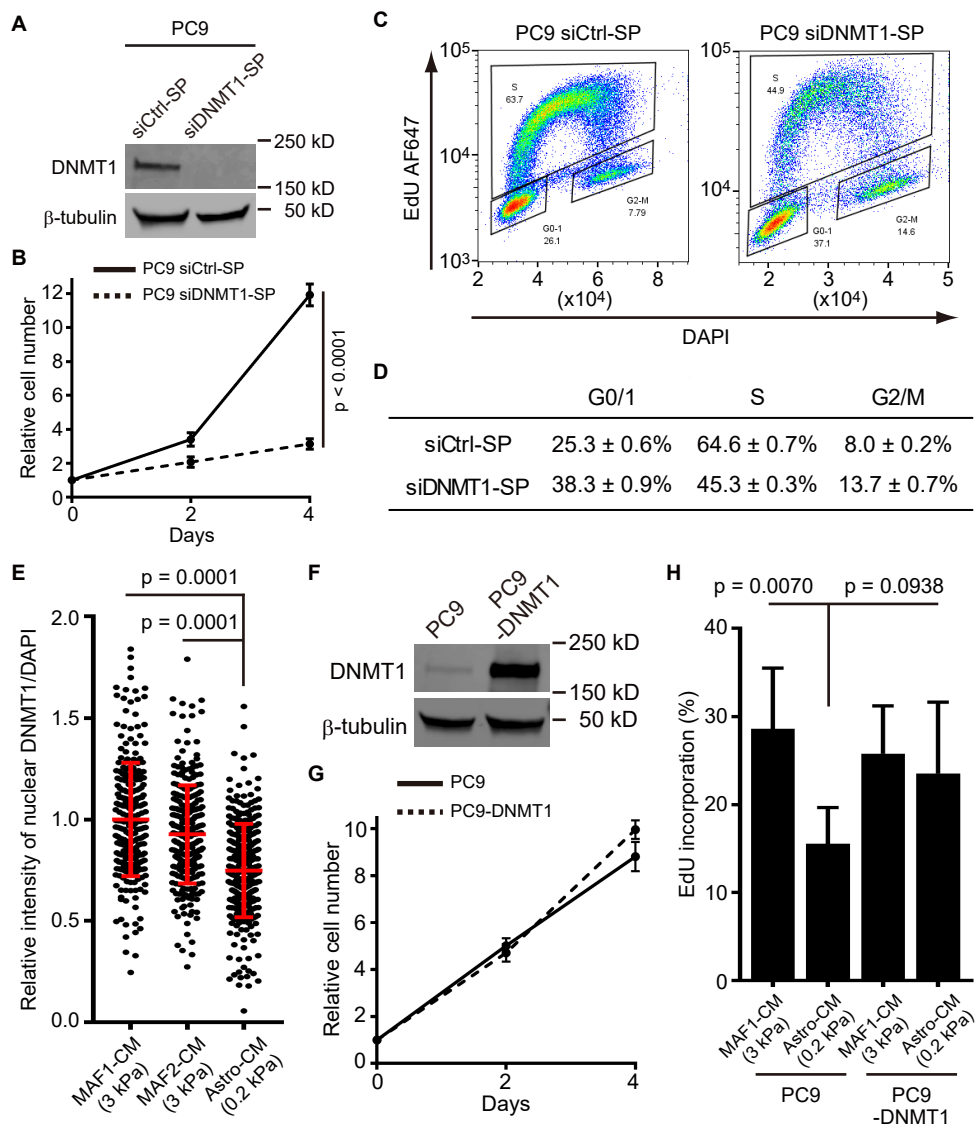 A
PC9
siCtrl-SP
siDNMT1-SP
250 kD
DNMT1
150 kD
β-tubulin
50 kD
B
PC9 siCtrl-SP
PC9 siDNMT1-SP
Relative cell number
12
10
8
6
4
2
0
p < 0.0001
0
2
4
Days
C
PC9 siCtrl-SP
PC9 siDNMT1-SP
EdU AF647
10⁵
10⁴
10³
S
63.7
G2-M
7.79
G0-1
26.1
2
4
6
8
(x10⁴)
10⁵
10⁴
S
44.9
G2-M
14.6
G0-1
37.1
2
3
4
5
(x10⁴)
DAPI
D
G0/1 S G2/M
siCtrl-SP 25.3 ± 0.6% 64.6 ± 0.7% 8.0 ± 0.2%
siDNMT1-SP 38.3 ± 0.9% 45.3 ± 0.3% 13.7 ± 0.7%
E
p = 0.0001
p = 0.0001
Relative intensity of nuclear DNMT1/DAPI
2.0
1.5
1.0
0.5
0.0
MAF1-CM
(3 kPa)
MAF2-CM
(3 kPa)
Astro-CM
(0.2 kPa)
F
PC9
PC9
-DNMT1
250 kD
DNMT1
150 kD
β-tubulin
50 kD
G
PC9
PC9-DNMT1
Relative cell number
10
8
6
4
2
0
0
2
4
Days
H
p = 0.0070
p = 0.0938
EdU incorporation (%)
40
30
20
10
0
MAF1-CM
(3 kPa)
Astro-CM
(0.2 kPa)
MAF1-CM
(3 kPa)
Astro-CM
(0.2 kPa)
PC9
PC9
-DNMT1